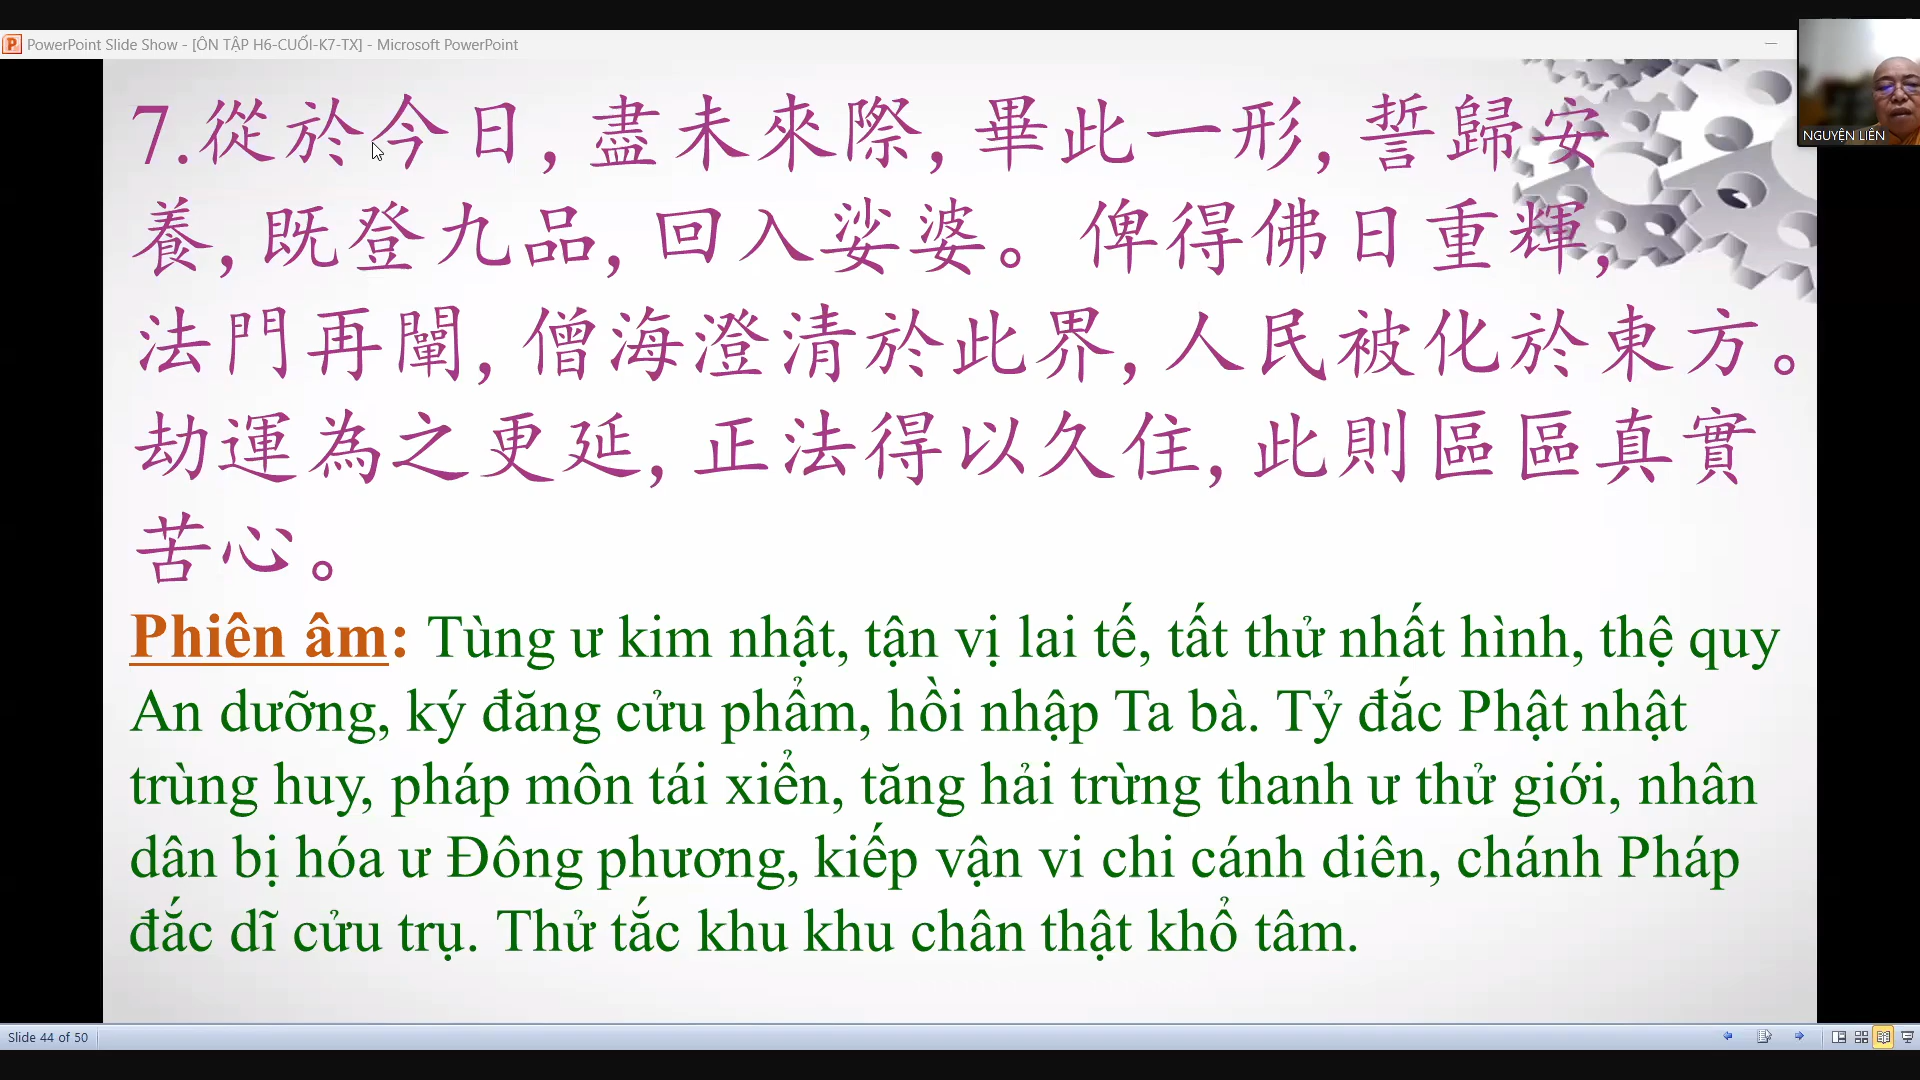 PowerPoint Slide Show - [ÔN TẬP H6-CUỐI-K7-TX] - Microsoft PowerPoint
NGUYỆN LIÊN
7.從於今日,盡未來際,畢此一形,誓歸安
養,既登九品,回入娑婆。俾得佛日重輝,
法門再闡,僧海澄清於此界,人民被化於東方。
劫運為之更延,正法得以久住,此則區區真實
苦心。
Phiên âm: Tùng ư kim nhật, tận vị lai tế, tất thử nhất hình, thệ quy
An dưỡng, ký đăng cửu phẩm, hồi nhập Ta bà. Tỷ đắc Phật nhật
trùng huy, pháp môn tái xiển, tăng hải trừng thanh ư thử giới, nhân
dân bị hóa ư Đông phương, kiếp vận vi chi cánh diên, chánh Pháp
đắc dĩ cửu trụ. Thử tắc khu khu chân thật khổ tâm.
Slide 44 of 50